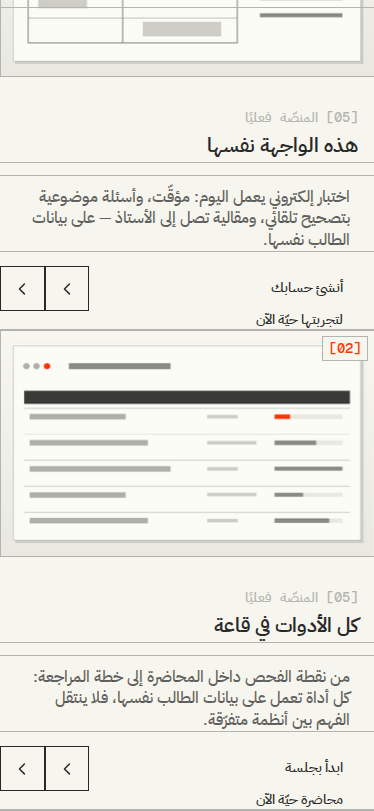 [05] المنصّة فعليًا
هذه الواجهة نفسها
اختبار إلكتروني يعمل اليوم: مؤقّت، وأسئلة موضوعية
بتصحيح تلقائي، ومقالية تصل إلى الأستاذ — على بيانات
الطالب نفسها.
أنشئ حسابك
لتجربتها حيّة الآن
[02]
[05] المنصّة فعليًا
كل الأدوات في قاعة
من نقطة الفحص داخل المحاضرة إلى خطة المراجعة:
كل أداة تعمل على بيانات الطالب نفسها، فلا ينتقل
الفهم بين أنظمة متفرّقة.
ابدأ بجلسة
محاضرة حيّة الآن